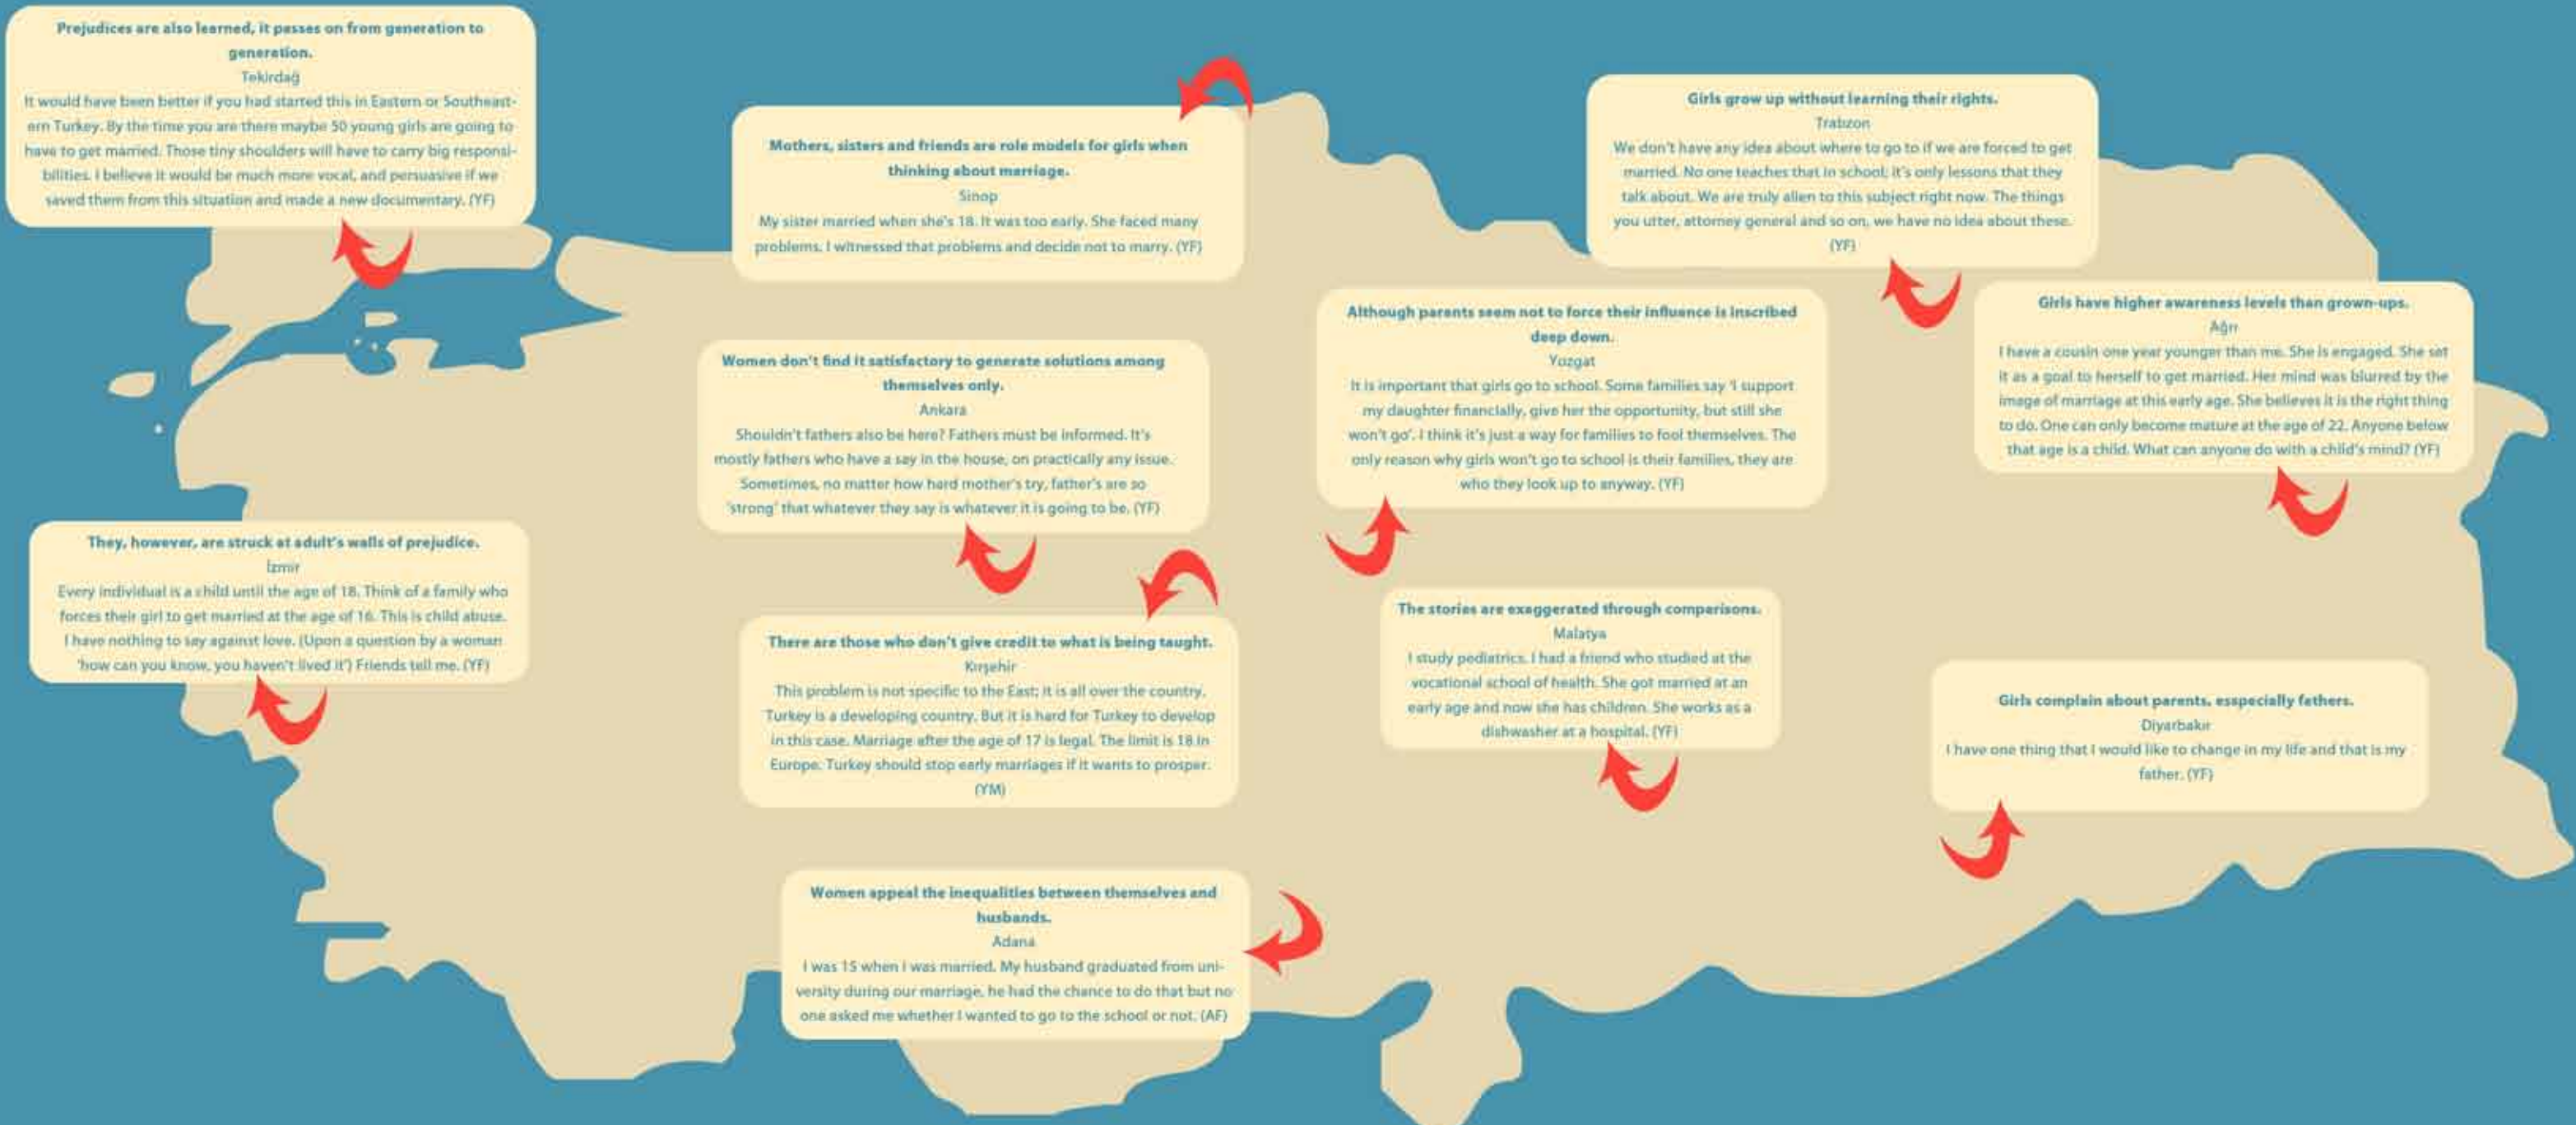 Prejudices are also learned, it passes on from generation to
generation.
Tekirdağ
It would have been better if you had started this in Eastern or Southeast-
ern Turkey. By the time you are there maybe 50 young girls are going to
have to get married. Those tiny shoulders will have to carry big responsi-
bilities. I believe it would be much more vocal, and persuasive if we
saved them from this situation and made a new documentary. (YF)
Mothers, sisters and friends are role models for girls when
thinking about marriage.
Sinop
My sister married when she's 18. It was too early. She faced many
problems. I witnessed that problems and decide not to marry. (YF)
Girls grow up without learning their rights.
Trabzon
We don't have any idea about where to go to if we are forced to get
married. No one teaches that in school; it's only lessons that they
talk about. We are truly alien to this subject right now. The things
you utter, attorney general and so on, we have no idea about these.
(YF)
Although parents seem not to force their influence is inscribed
deep down.
Yozgat
It is important that girls go to school. Some families say 'I support
my daughter financially, give her the opportunity, but still she
won't go'. I think it's just a way for families to fool themselves. The
only reason why girls won't go to school is their families, they are
who they look up to anyway. (YF)
Girls have higher awareness levels than grown-ups.
Ağrı
I have a cousin one year younger than me. She is engaged. She set
it as a goal to herself to get married. Her mind was blurred by the
image of marriage at this early age. She believes it is the right thing
to do. One can only become mature at the age of 22. Anyone below
that age is a child. What can anyone do with a child's mind? (YF)
Women don't find it satisfactory to generate solutions among
themselves only.
Ankara
Shouldn't fathers also be here? Fathers must be informed. It's
mostly fathers who have a say in the house, on practically any issue.
Sometimes, no matter how hard mother's try, father's are so
'strong' that whatever they say is whatever it is going to be. (YF)
They, however, are struck at adult's walls of prejudice.
İzmir
Every individual is a child until the age of 18. Think of a family who
forces their girl to get married at the age of 16. This is child abuse.
I have nothing to say against love. (Upon a question by a woman
'how can you know, you haven't lived it') Friends tell me. (YF)
There are those who don't give credit to what is being taught.
Kırşehir
This problem is not specific to the East; it is all over the country.
Turkey is a developing country. But it is hard for Turkey to develop
in this case. Marriage after the age of 17 is legal. The limit is 18 in
Europe. Turkey should stop early marriages if it wants to prosper.
(YM)
The stories are exaggerated through comparisons.
Malatya
I study pediatrics. I had a friend who studied at the
vocational school of health. She got married at an
early age and now she has children. She works as a
dishwasher at a hospital. (YF)
Girls complain about parents, esspecially fathers.
Diyarbakır
I have one thing that I would like to change in my life and that is my
father. (YF)
Women appeal the inequalities between themselves and
husbands.
Adana
I was 15 when I was married. My husband graduated from uni-
versity during our marriage, he had the chance to do that but no
one asked me whether I wanted to go to the school or not. (AF)